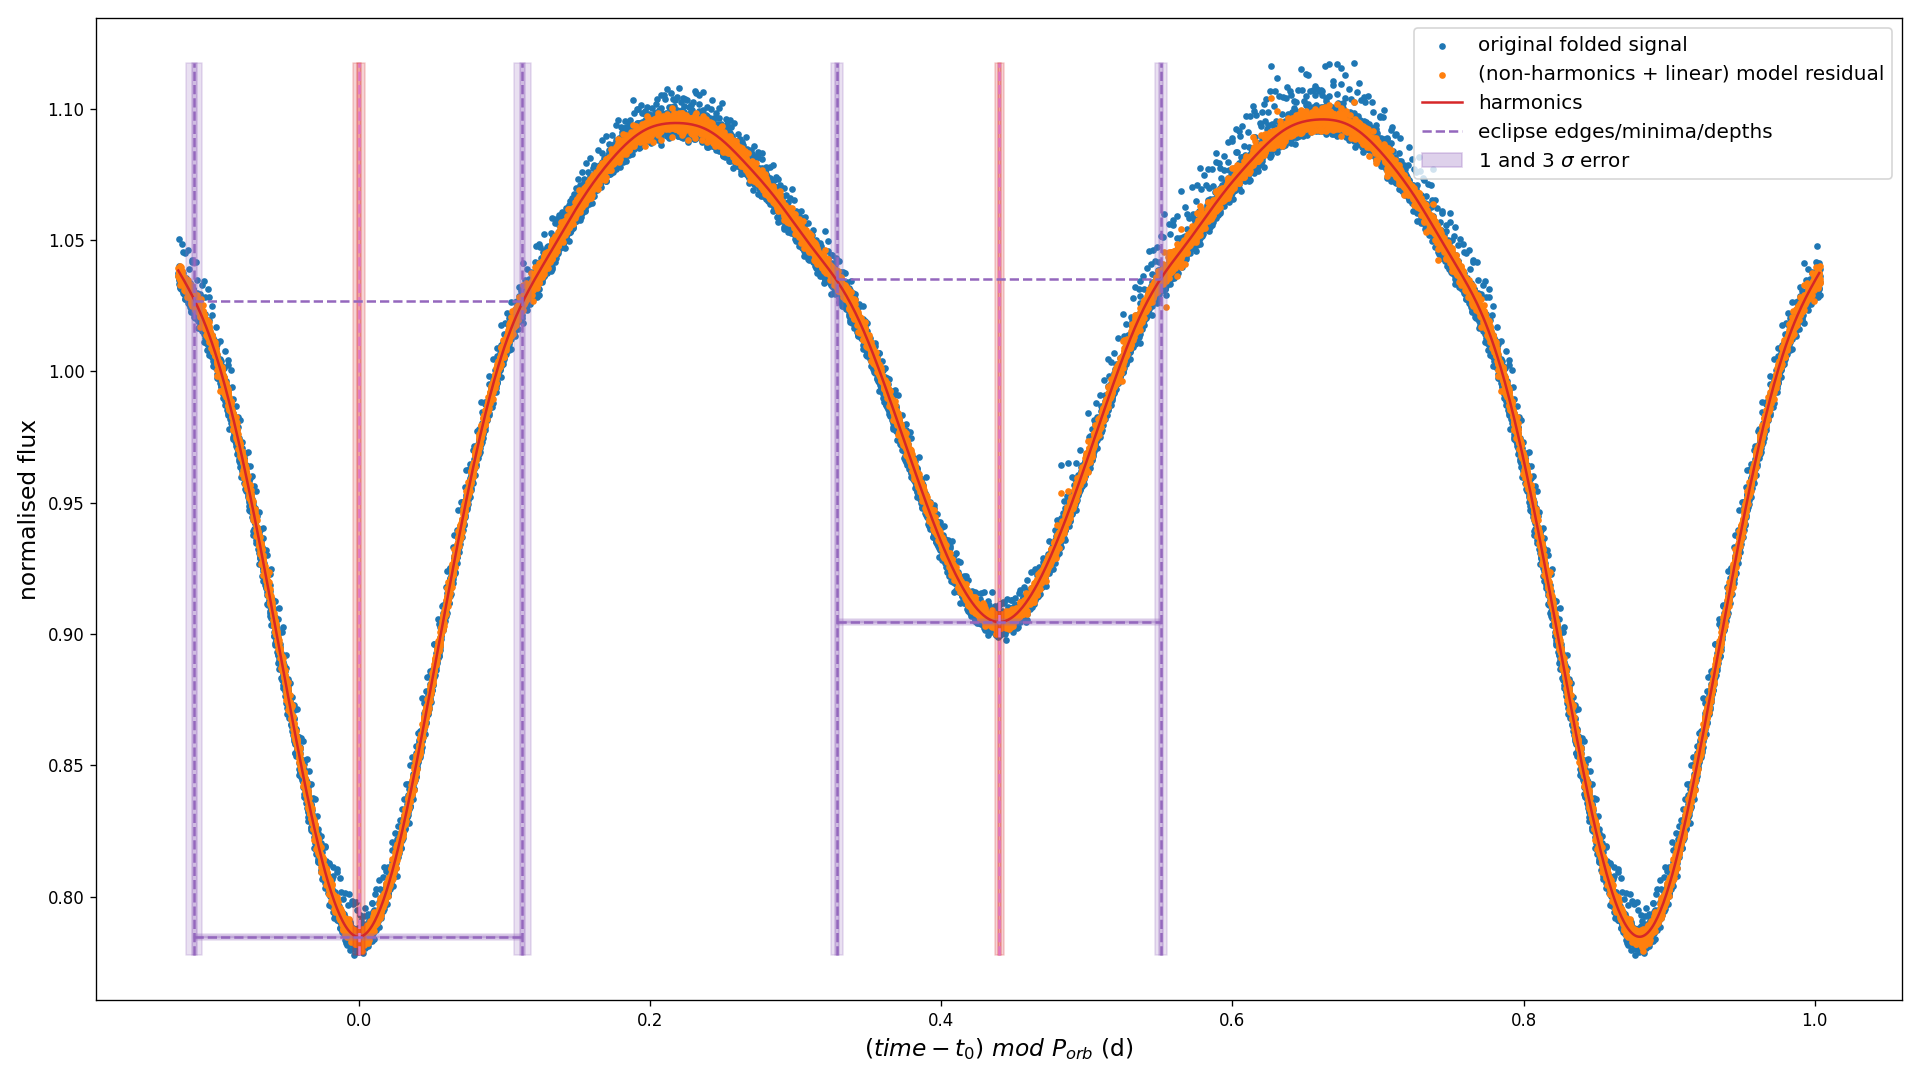 original folded signal
(non-harmonics + linear) model residual
harmonics
eclipse edges/minima/depths
1 and 3 σ error
normalised flux
1.10
1.05
1.00
0.95
0.90
0.85
0.80
0.0 0.2 0.4 0.6 0.8 1.0
(time − t₀) mod Pₒᵣb (d)